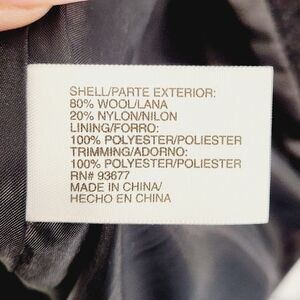 SHELL/PARTE EXTERIOR:
80% WOOL/LANA
20% NYLON/NILON
LINING/FORRO:
100% POLYESTER/POLIESTER
TRIMMING/ADORNO:
100% POLYESTER/POLIESTER
RN# 93677
MADE IN CHINA/
HECHO EN CHINA